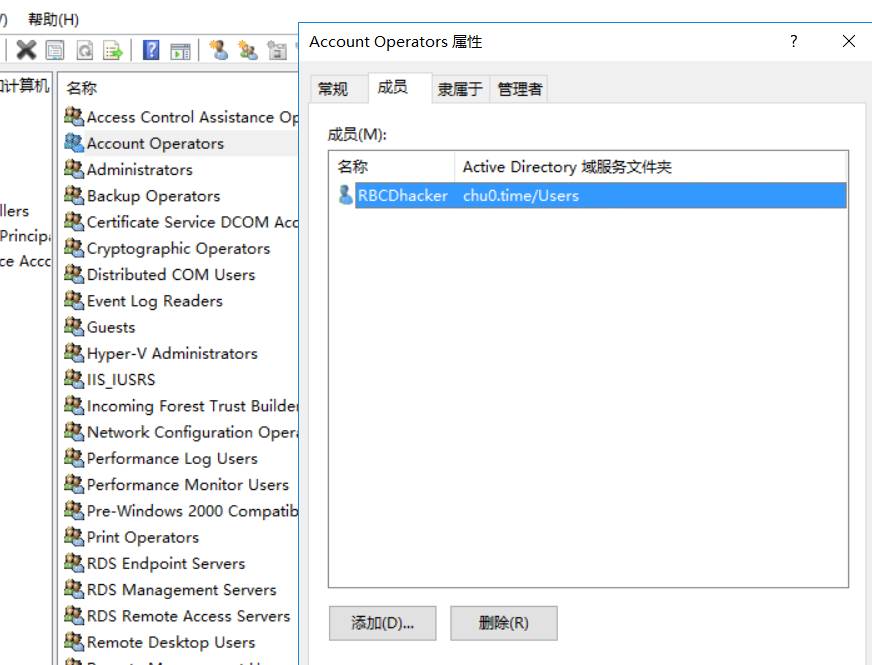 帮助(H)
Account Operators 属性
常规
成员
隶属于
管理者
计算机
名称
Access Control Assistance Op
Account Operators
Administrators
Backup Operators
Certificate Service DCOM Acc
Cryptographic Operators
Distributed COM Users
Event Log Readers
Guests
Hyper-V Administrators
IIS_IUSRS
Incoming Forest Trust Builder
Network Configuration Opera
Performance Log Users
Performance Monitor Users
Pre-Windows 2000 Compatib
Print Operators
RDS Endpoint Servers
RDS Management Servers
RDS Remote Access Servers
Remote Desktop Users
llers
Principa
ce Acco
成员(M):
名称
Active Directory 域服务文件夹
RBCDhacker
chu0.time/Users
添加(D)...
删除(R)